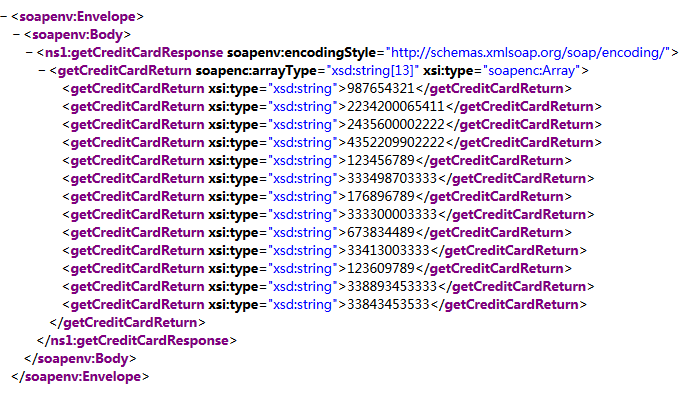 - <soapenv:Envelope>
- <soapenv:Body>
- <ns1:getCreditCardResponse soapenv:encodingStyle="http://schemas.xmlsoap.org/soap/encoding/">
- <getCreditCardReturn soapenc:arrayType="xsd:string[13]" xsi:type="soapenc:Array">
<getCreditCardReturn xsi:type="xsd:string">987654321</getCreditCardReturn>
<getCreditCardReturn xsi:type="xsd:string">2234200065411</getCreditCardReturn>
<getCreditCardReturn xsi:type="xsd:string">2435600002222</getCreditCardReturn>
<getCreditCardReturn xsi:type="xsd:string">4352209902222</getCreditCardReturn>
<getCreditCardReturn xsi:type="xsd:string">123456789</getCreditCardReturn>
<getCreditCardReturn xsi:type="xsd:string">333498703333</getCreditCardReturn>
<getCreditCardReturn xsi:type="xsd:string">176896789</getCreditCardReturn>
<getCreditCardReturn xsi:type="xsd:string">333300003333</getCreditCardReturn>
<getCreditCardReturn xsi:type="xsd:string">673834489</getCreditCardReturn>
<getCreditCardReturn xsi:type="xsd:string">33413003333</getCreditCardReturn>
<getCreditCardReturn xsi:type="xsd:string">123609789</getCreditCardReturn>
<getCreditCardReturn xsi:type="xsd:string">338893453333</getCreditCardReturn>
<getCreditCardReturn xsi:type="xsd:string">33843453533</getCreditCardReturn>
</getCreditCardReturn>
</ns1:getCreditCardResponse>
</soapenv:Body>
</soapenv:Envelope>